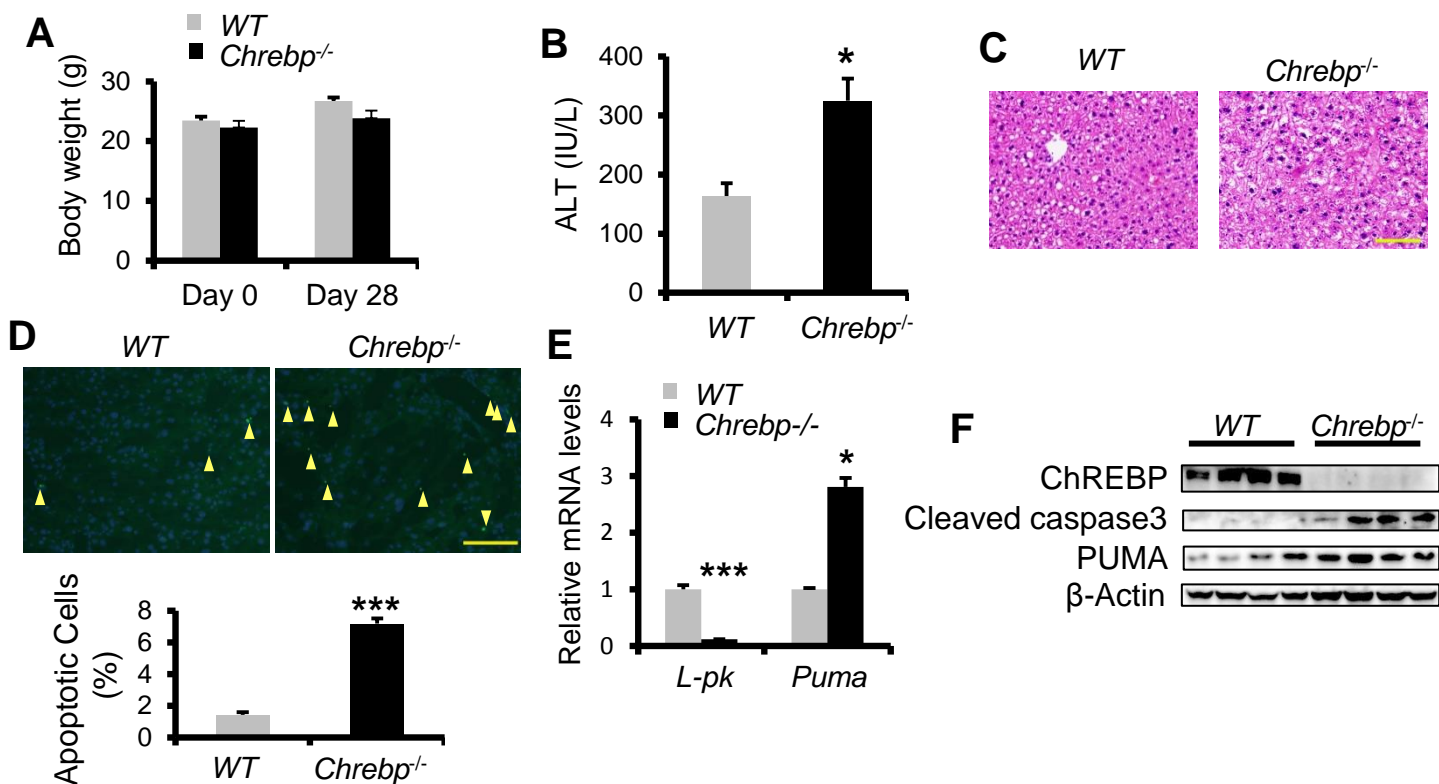 A
WT
Chrebp-/-
Body weight (g)
30
20
10
0
Day 0
Day 28
B
ALT (IU/L)
400
300
200
100
0
*
WT
Chrebp-/-
C
WT
Chrebp-/-
D
WT
Chrebp-/-
Apoptotic Cells
(%)
8
6
4
2
0
***
WT
Chrebp-/-
E
WT
Chrebp-/-
Relative mRNA levels
4
3
2
1
0
***
*
L-pk
Puma
F
WT
Chrebp-/-
ChREBP
Cleaved caspase3
PUMA
β-Actin